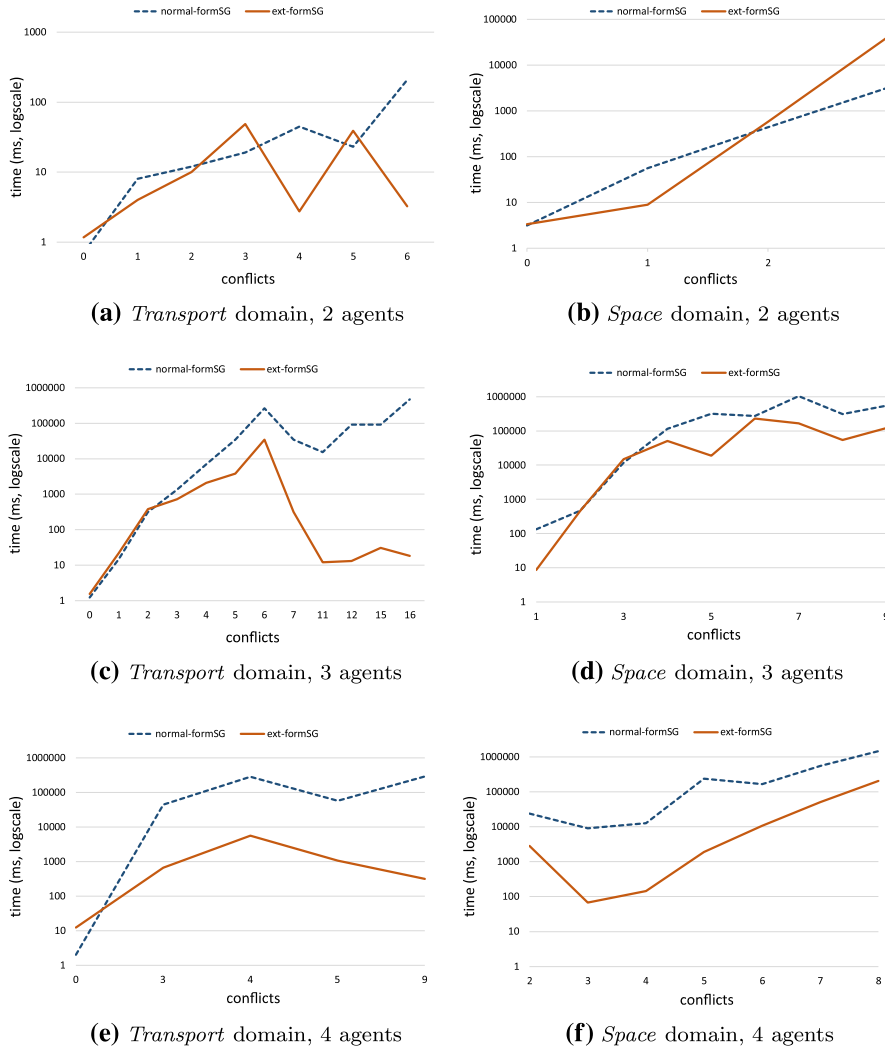 normal-formSG ext-formSG
1000
100
10
1
time (ms, logscale)
0 1 2 3 4 5 6
conflicts
(a) Transport domain, 2 agents
normal-formSG ext-formSG
100000
10000
1000
100
10
1
time (ms, logscale)
0 1 2
conflicts
(b) Space domain, 2 agents
normal-formSG ext-formSG
1000000
100000
10000
1000
100
10
1
time (ms, logscale)
0 1 2 3 4 5 6 7 11 12 15 16
conflicts
(c) Transport domain, 3 agents
normal-formSG ext-formSG
1000000
100000
10000
1000
100
10
1
time (ms, logscale)
1 3 5 7 9
conflicts
(d) Space domain, 3 agents
normal-formSG ext-formSG
1000000
100000
10000
1000
100
10
1
time (ms, logscale)
0 3 4 5 9
conflicts
(e) Transport domain, 4 agents
normal-formSG ext-formSG
1000000
100000
10000
1000
100
10
1
time (ms, logscale)
2 3 4 5 6 7 8
conflicts
(f) Space domain, 4 agents